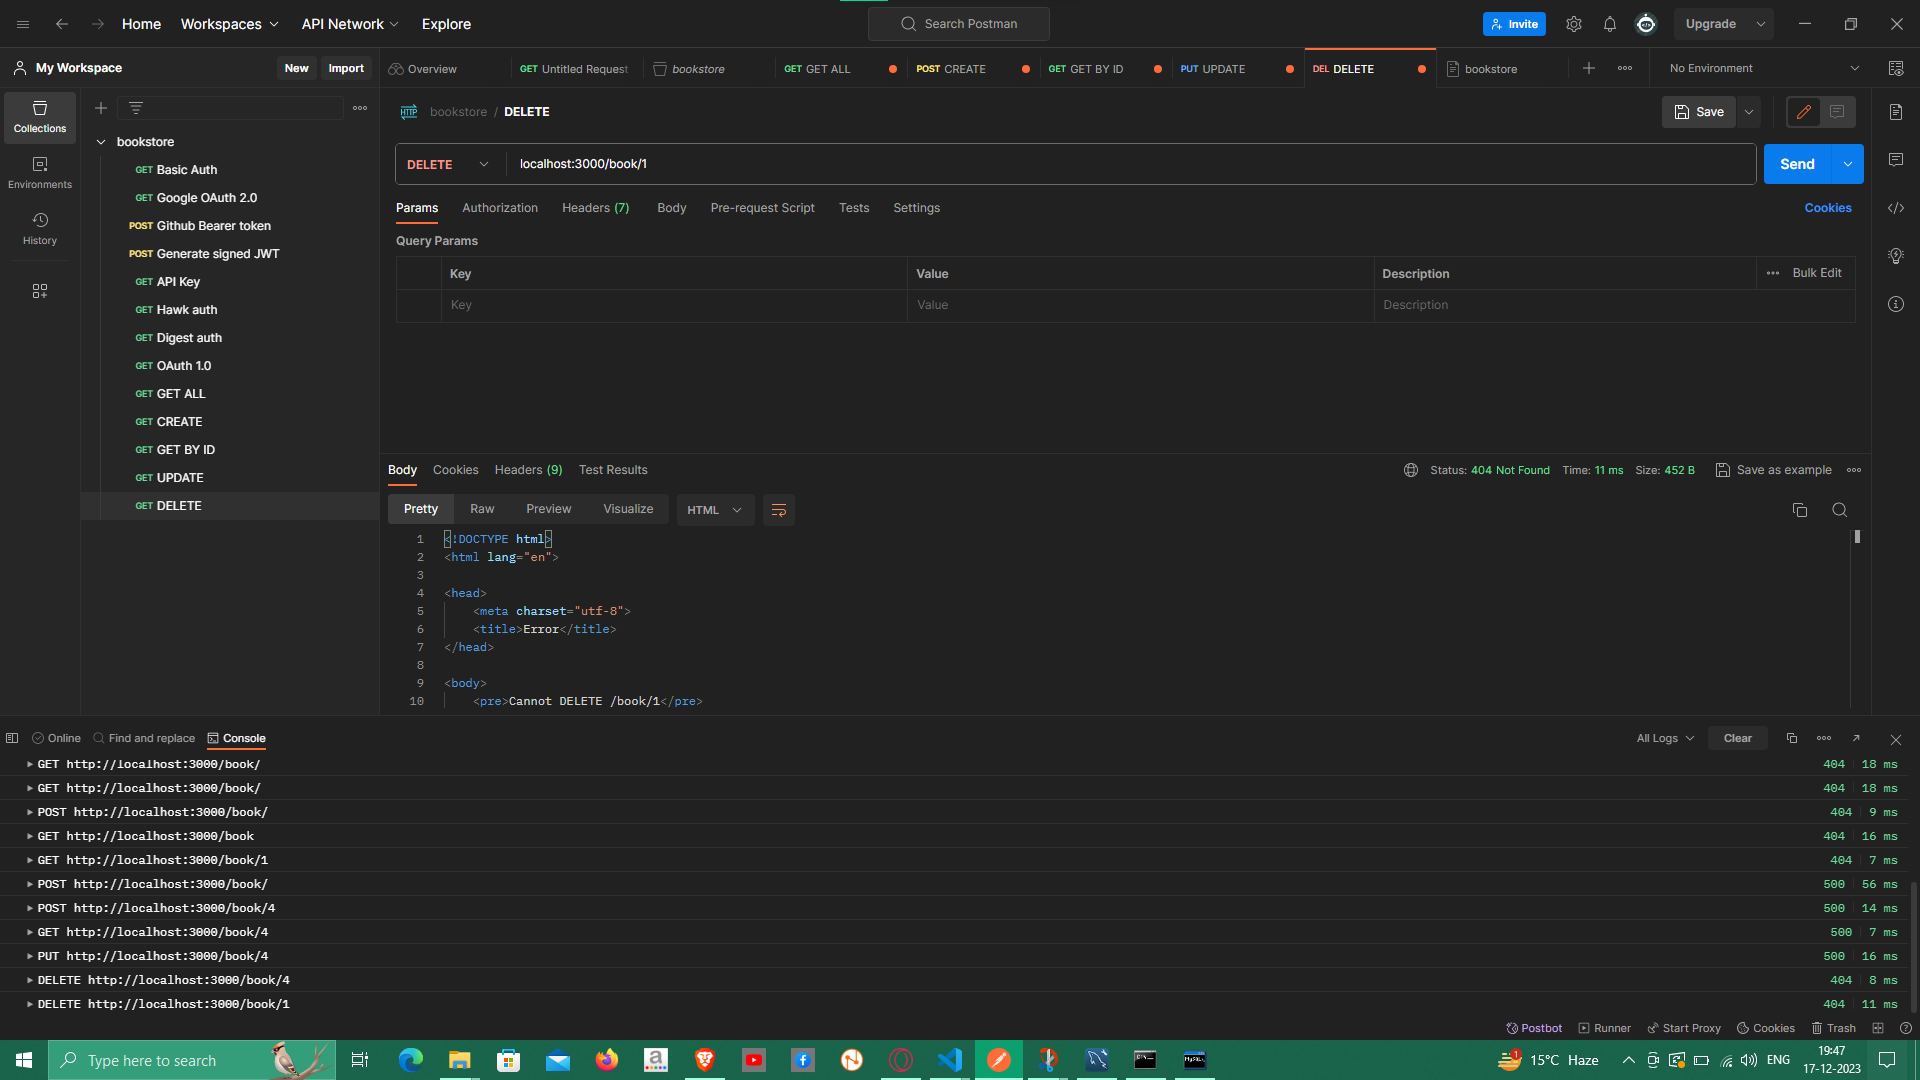 Home Workspaces API Network Explore Search Postman Invite Upgrade
My Workspace New Import Overview GET Untitled Request bookstore GET GET ALL POST CREATE GET GET BY ID PUT UPDATE DEL DELETE bookstore No Environment
Collections
Environments
History
bookstore
GET Basic Auth
GET Google OAuth 2.0
POST Github Bearer token
POST Generate signed JWT
GET API Key
GET Hawk auth
GET Digest auth
GET OAuth 1.0
GET GET ALL
GET CREATE
GET GET BY ID
GET UPDATE
GET DELETE
HTTP bookstore / DELETE Save
DELETE localhost:3000/book/1 Send
Params Authorization Headers (7) Body Pre-request Script Tests Settings Cookies
Query Params
Key Value Description Bulk Edit
Key Value Description
Body Cookies Headers (9) Test Results Status: 404 Not Found Time: 11 ms Size: 452 B Save as example
Pretty Raw Preview Visualize HTML
1 <!DOCTYPE html>
2 <html lang="en">
3
4 <head>
5 <meta charset="utf-8">
6 <title>Error</title>
7 </head>
8
9 <body>
10 <pre>Cannot DELETE /book/1</pre>
Online Find and replace Console All Logs Clear
GET http://localhost:3000/book/ 404 18 ms
GET http://localhost:3000/book/ 404 18 ms
POST http://localhost:3000/book/ 404 9 ms
GET http://localhost:3000/book 404 16 ms
GET http://localhost:3000/book/1 404 7 ms
POST http://localhost:3000/book/ 500 56 ms
POST http://localhost:3000/book/4 500 14 ms
GET http://localhost:3000/book/4 500 7 ms
PUT http://localhost:3000/book/4 500 16 ms
DELETE http://localhost:3000/book/4 404 8 ms
DELETE http://localhost:3000/book/1 404 11 ms
Postbot Runner Start Proxy Cookies Trash
Type here to search 1 15°C Haze ENG 19:47
17-12-2023